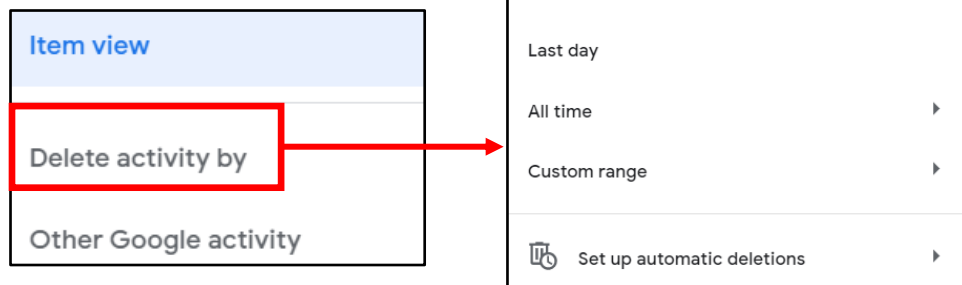 Item view
Delete activity by
Other Google activity
Last day
All time
Custom range
Set up automatic deletions